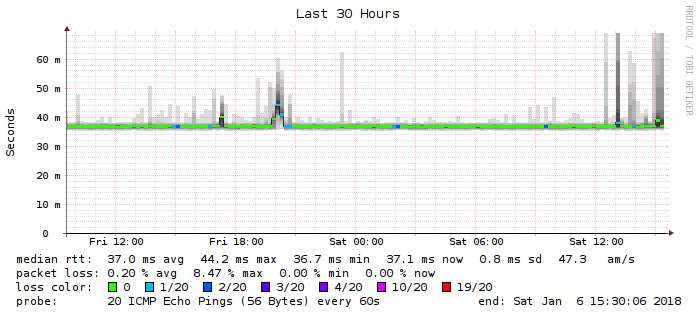 Last 30 Hours
RRDTOOL / TOBI OETIKER
Seconds
60 m
50 m
40 m
30 m
20 m
10 m
0
Fri 12:00 Fri 18:00 Sat 00:00 Sat 06:00 Sat 12:00
median rtt: 37.0 ms avg 44.2 ms max 36.7 ms min 37.1 ms now 0.8 ms sd 47.3 am/s
packet loss: 0.20 % avg 8.47 % max 0.00 % min 0.00 % now
loss color: 0 1/20 2/20 3/20 4/20 10/20 19/20
probe: 20 ICMP Echo Pings (56 Bytes) every 60s end: Sat Jan 6 15:30:06 2018